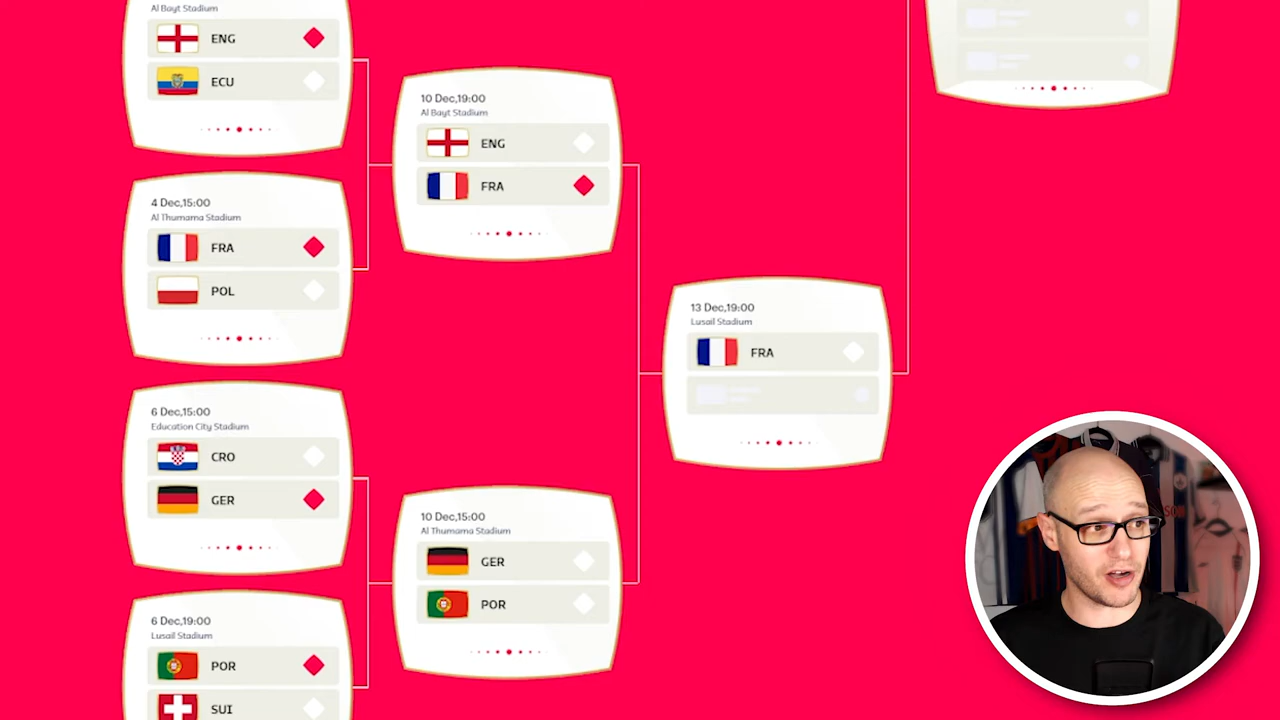 Al Bayt Stadium
ENG
ECU
4 Dec,15:00
Al Thumama Stadium
FRA
POL
6 Dec,15:00
Education City Stadium
CRO
GER
6 Dec,19:00
Lusail Stadium
POR
SUI
10 Dec,19:00
Al Bayt Stadium
ENG
FRA
10 Dec,15:00
Al Thumama Stadium
GER
POR
13 Dec,19:00
Lusail Stadium
FRA